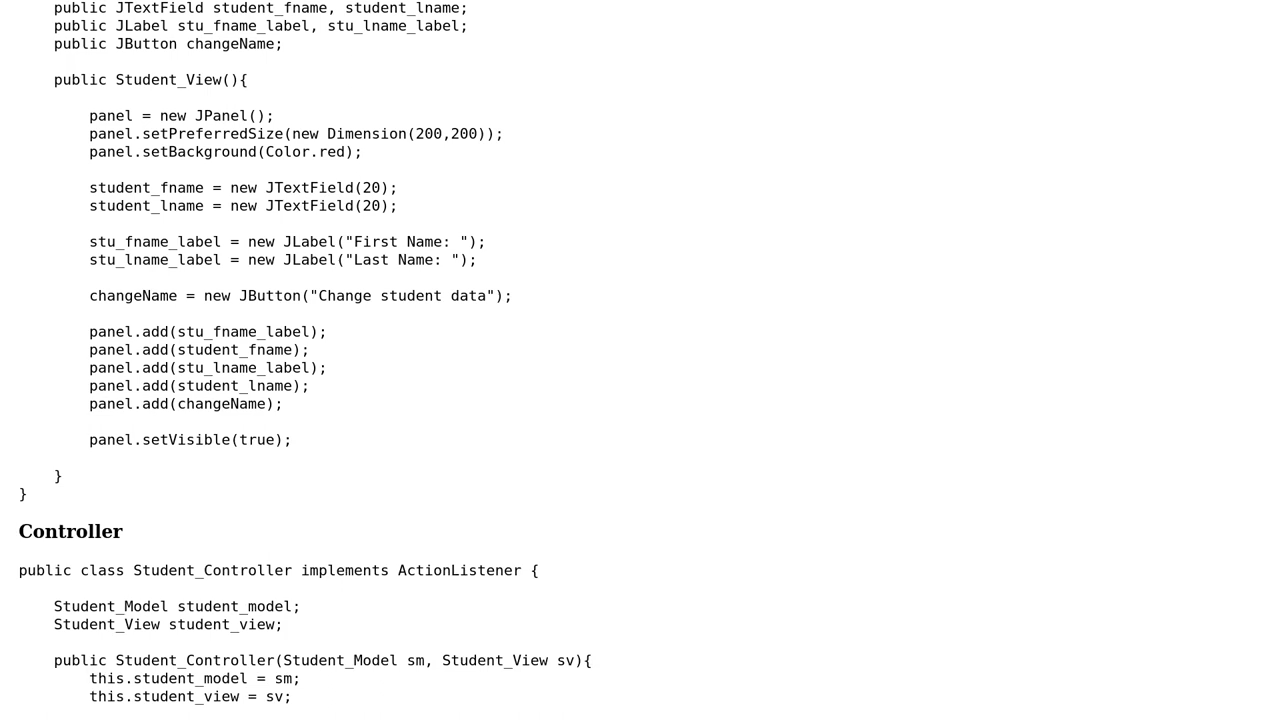 public JTextField student_fname, student_lname;
public JLabel stu_fname_label, stu_lname_label;
public JButton changeName;
public Student_View(){
panel = new JPanel();
panel.setPreferredSize(new Dimension(200,200));
panel.setBackground(Color.red);
student_fname = new JTextField(20);
student_lname = new JTextField(20);
stu_fname_label = new JLabel("First Name: ");
stu_lname_label = new JLabel("Last Name: ");
changeName = new JButton("Change student data");
panel.add(stu_fname_label);
panel.add(student_fname);
panel.add(stu_lname_label);
panel.add(student_lname);
panel.add(changeName);
panel.setVisible(true);
}
}
Controller
public class Student_Controller implements ActionListener {
Student_Model student_model;
Student_View student_view;
public Student_Controller(Student_Model sm, Student_View sv){
this.student_model = sm;
this.student_view = sv;